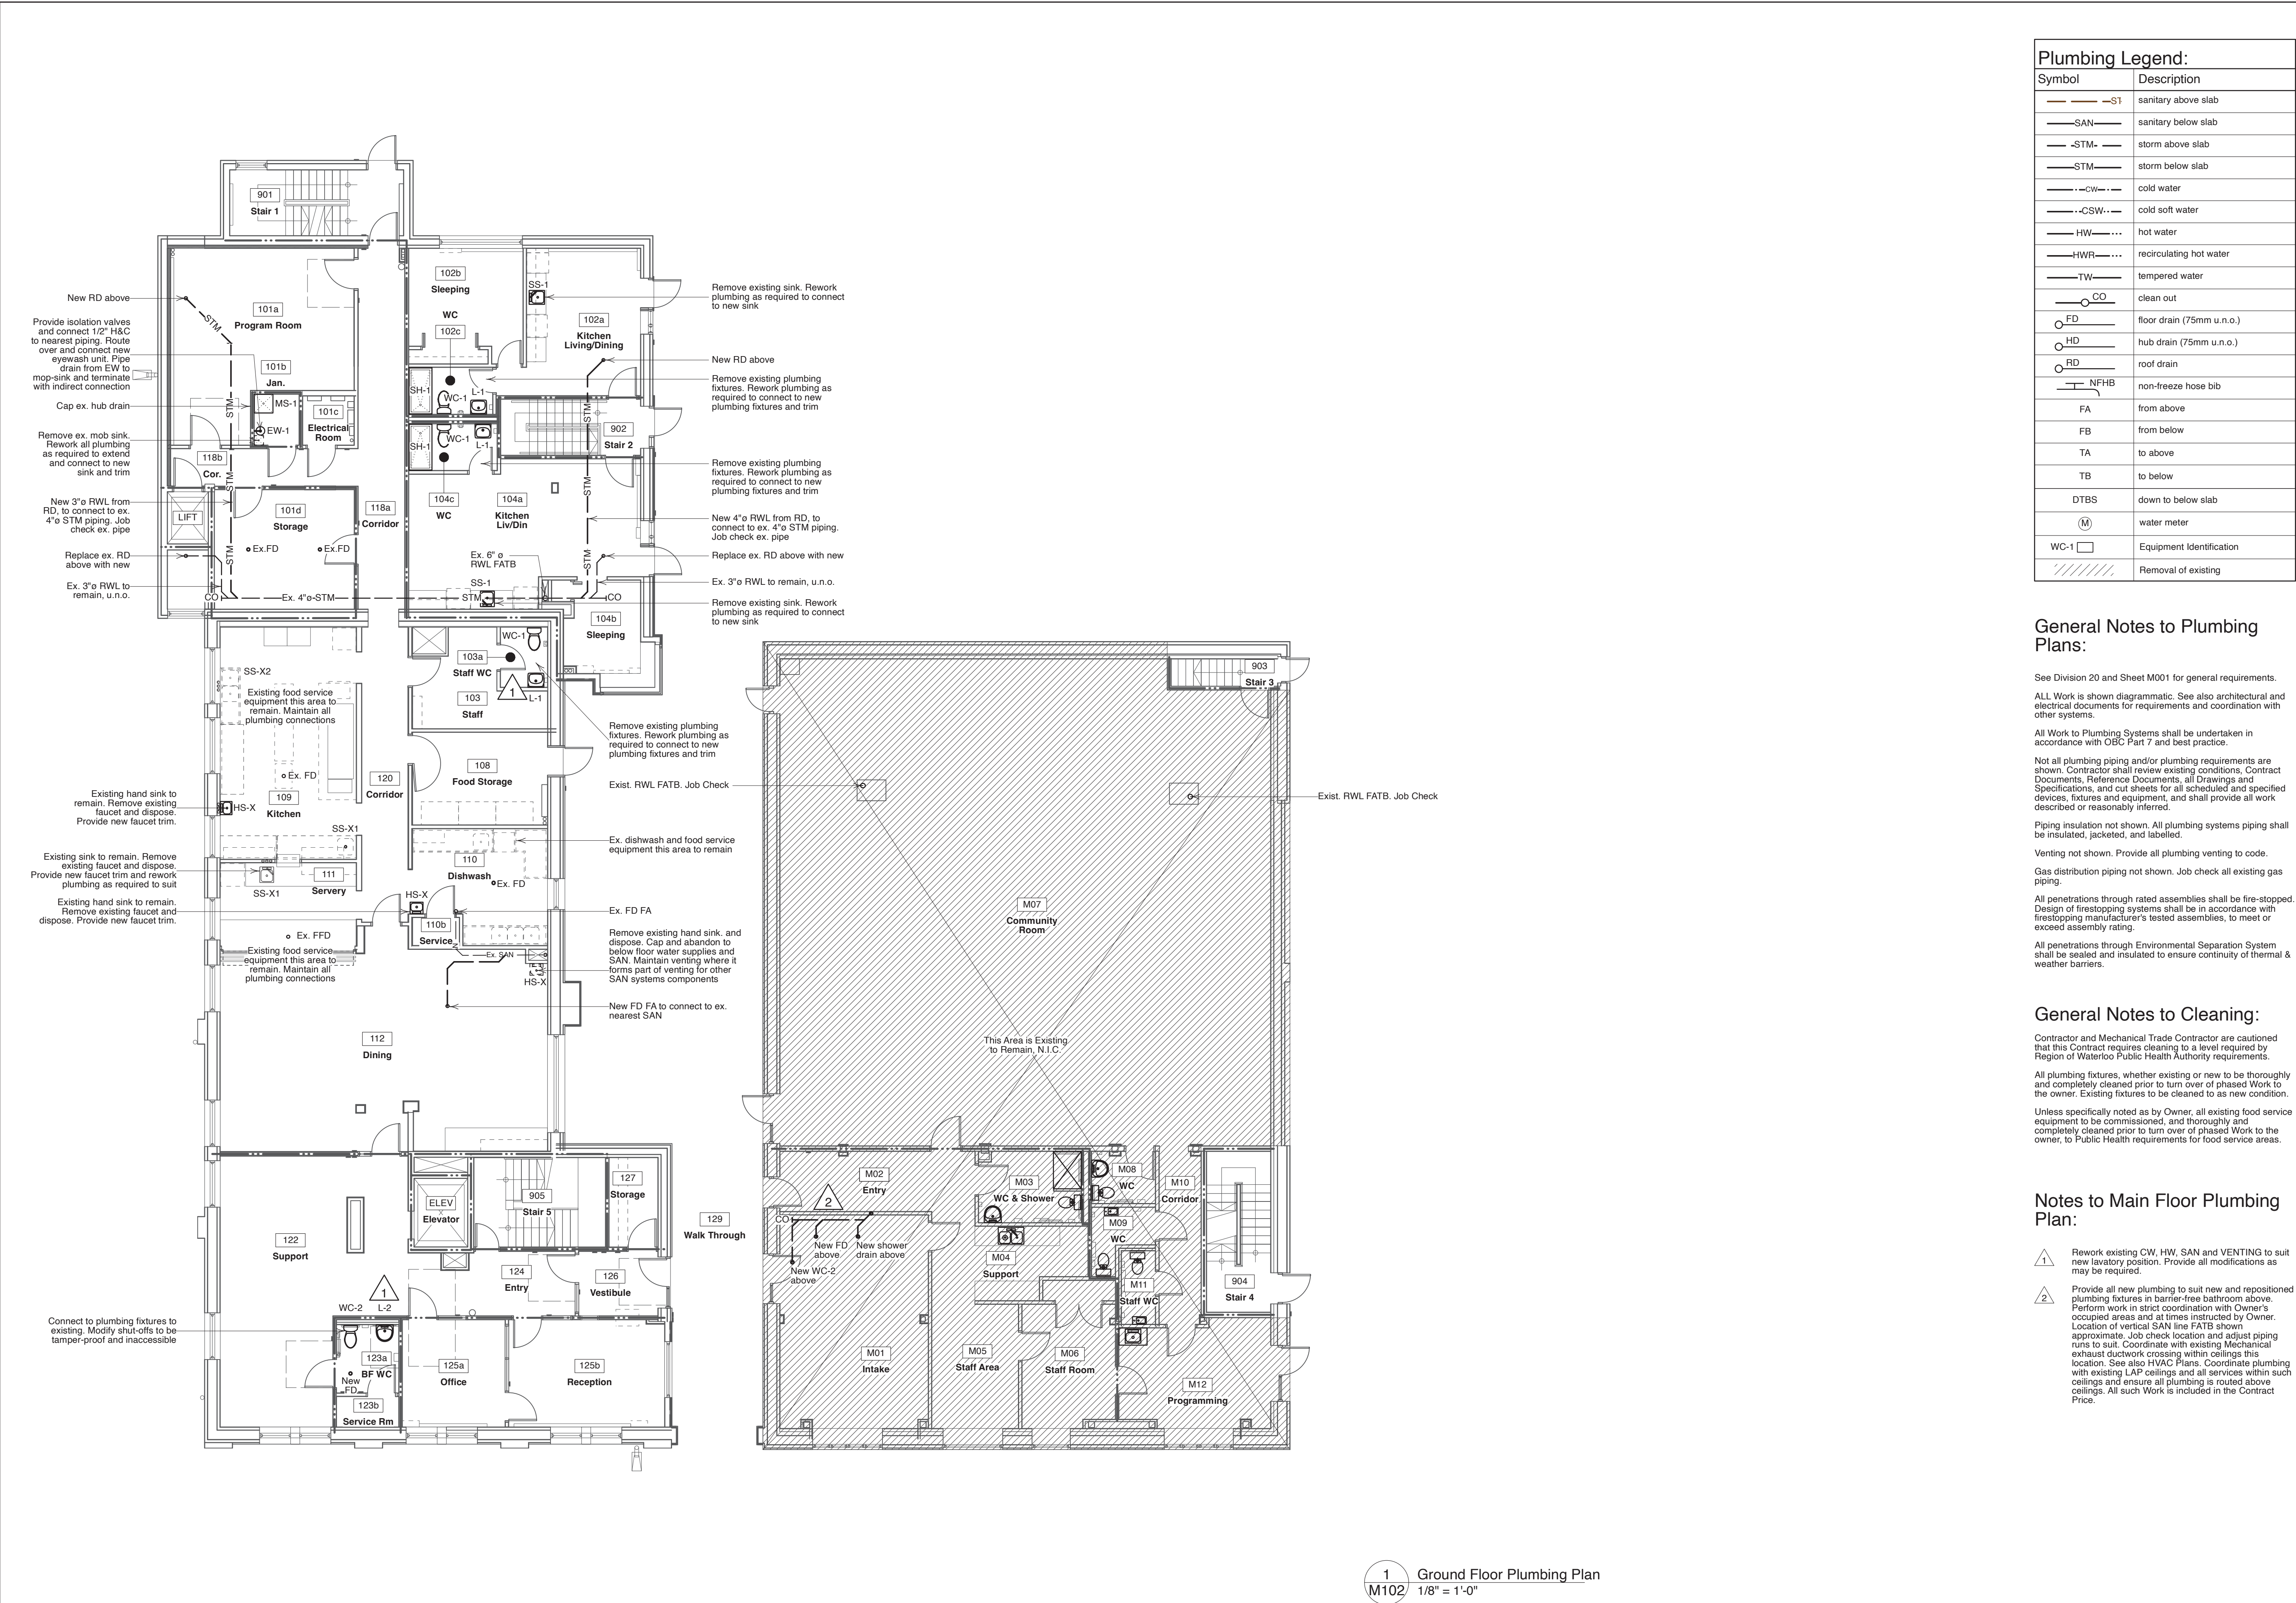 Plumbing Legend:
Symbol Description
ST sanitary above slab
SAN sanitary below slab
STM storm above slab
STM storm below slab
CW cold water
CSW cold soft water
HW hot water
HWR recirculating hot water
TW tempered water
CO clean out
FD floor drain (75mm u.n.o.)
HD hub drain (75mm u.n.o.)
RD roof drain
NFHB non-freeze hose bib
FA from above
FB from below
TA to above
TB to below
DTBS down to below slab
M water meter
WC-1 Equipment Identification
Removal of existing
General Notes to Plumbing
Plans:
See Division 20 and Sheet M001 for general requirements.
ALL Work is shown diagrammatic. See also architectural and
electrical documents for requirements and coordination with
other systems.
All Work to Plumbing Systems shall be undertaken in
accordance with OBC Part 7 and best practice.
Not all plumbing piping and/or plumbing requirements are
shown. Contractor shall review existing conditions, Contract
Documents, Reference Documents, all Drawings and
Specifications, and cut sheets for all scheduled and specified
devices, fixtures and equipment, and shall provide all work
described or reasonably inferred.
Piping insulation not shown. All plumbing systems piping shall
be insulated, jacketed, and labelled.
Venting not shown. Provide all plumbing venting to code.
Gas distribution piping not shown. Job check all existing gas
piping.
All penetrations through rated assemblies shall be fire-stopped.
Design of firestopping systems shall be in accordance with
firestopping manufacturer's tested assemblies, to meet or
exceed assembly rating.
All penetrations through Environmental Separation System
shall be sealed and insulated to ensure continuity of thermal &
weather barriers.
General Notes to Cleaning:
Contractor and Mechanical Trade Contractor are cautioned
that this Contract requires cleaning to a level required by
Region of Waterloo Public Health Authority requirements.
All plumbing fixtures, whether existing or new to be thoroughly
and completely cleaned prior to turn over of phased Work to
the owner. Existing fixtures to be cleaned to as new condition.
Unless specifically noted as by Owner, all existing food service
equipment to be commissioned, and thoroughly and
completely cleaned prior to turn over of phased Work to the
owner, to Public Health requirements for food service areas.
Notes to Main Floor Plumbing
Plan:
1 Rework existing CW, HW, SAN and VENTING to suit
new lavatory position. Provide all modifications as
may be required.
2 Provide all new plumbing to suit new and repositioned
plumbing fixtures in barrier-free bathroom above.
Perform work in strict coordination with Owner's
occupied areas and at times instructed by Owner.
Location of vertical SAN line FATB shown
approximate. Job check location and adjust piping
runs to suit. Coordinate with existing Mechanical
exhaust ductwork crossing within ceilings this
location. See also HVAC Plans. Coordinate plumbing
with existing LAP ceilings and all services within such
ceilings and ensure all plumbing is routed above
ceilings. All such Work is included in the Contract
Price.
New RD above
Provide isolation valves
and connect 1/2" H&C
to nearest piping. Route
over and connect new
eyewash unit. Pipe
drain from EW to
mop-sink and terminate
with indirect connection
Cap ex. hub drain
Remove ex. mob sink.
Rework all plumbing
as required to extend
and connect to new
sink and trim
New 3"ø RWL from
RD, to connect to ex.
4"ø STM piping. Job
check ex. pipe
Replace ex. RD
above with new
Ex. 3"ø RWL to
remain, u.n.o.
Existing hand sink to
remain. Remove existing
faucet and dispose.
Provide new faucet trim.
Existing sink to remain. Remove
existing faucet and dispose.
Provide new faucet trim and rework
plumbing as required to suit
Existing hand sink to remain.
Remove existing faucet and
dispose. Provide new faucet trim.
Connect to plumbing fixtures to
existing. Modify shut-offs to be
tamper-proof and inaccessible
901
Stair 1
101a
Program Room
STM
STM
101b
Jan.
MS-1
EW-1
101c
Electrical
Room
118b
Cor.
STM
LIFT
101d
Storage
Ex.FD
Ex.FD
STM
118a
Corridor
CO
Ex. 4"ø-STM
102b
Sleeping
WC
102c
SS-1
102a
Kitchen
Living/Dining
SH-1
WC-1
L-1
STM
902
Stair 2
SH-1
WC-1
L-1
104c
WC
104a
Kitchen
Liv/Din
STM
STM
Ex. 6" ø
RWL FATB
SS-1
STM
CO
104b
Sleeping
Remove existing sink. Rework
plumbing as required to connect
to new sink
New RD above
Remove existing plumbing
fixtures. Rework plumbing as
required to connect to new
plumbing fixtures and trim
Remove existing plumbing
fixtures. Rework plumbing as
required to connect to new
plumbing fixtures and trim
New 4"ø RWL from RD, to
connect to ex. 4"ø STM piping.
Job check ex. pipe
Replace ex. RD above with new
Ex. 3"ø RWL to remain, u.n.o.
Remove existing sink. Rework
plumbing as required to connect
to new sink
SS-X2
Existing food service
equipment this area to
remain. Maintain all
plumbing connections
WC-1
103a
Staff WC
1
L-1
103
Staff
108
Food Storage
Ex. FD
109
Kitchen
HS-X
120
Corridor
SS-X1
111
Servery
SS-X1
110
Dishwash
Ex. FD
HS-X
110b
Service
Ex. SAN
HS-X
Ex. FFD
Existing food service
equipment this area to
remain. Maintain all
plumbing connections
Remove existing plumbing
fixtures. Rework plumbing as
required to connect to new
plumbing fixtures and trim
Exist. RWL FATB. Job Check
Ex. dishwash and food service
equipment this area to remain
Ex. FD FA
Remove existing hand sink. and
dispose. Cap and abandon to
below floor water supplies and
SAN. Maintain venting where it
forms part of venting for other
SAN systems components
New FD FA to connect to ex.
nearest SAN
112
Dining
122
Support
ELEV
Elevator
905
Stair 5
127
Storage
129
Walk Through
124
Entry
126
Vestibule
1
WC-2 L-2
123a
BF WC
New
FD
123b
Service Rm
125a
Office
125b
Reception
903
Stair 3
Exist. RWL FATB. Job Check
M07
Community
Room
This Area is Existing
to Remain, N.I.C.
M02
Entry
2
CO
New FD
above
New shower
drain above
New WC-2
above
M03
WC & Shower
M08
WC
M10
Corridor
M09
WC
M04
Support
M11
Staff WC
904
Stair 4
M01
Intake
M05
Staff Area
M06
Staff Room
M12
Programming
1
M102
Ground Floor Plumbing Plan
1/8" = 1'-0"